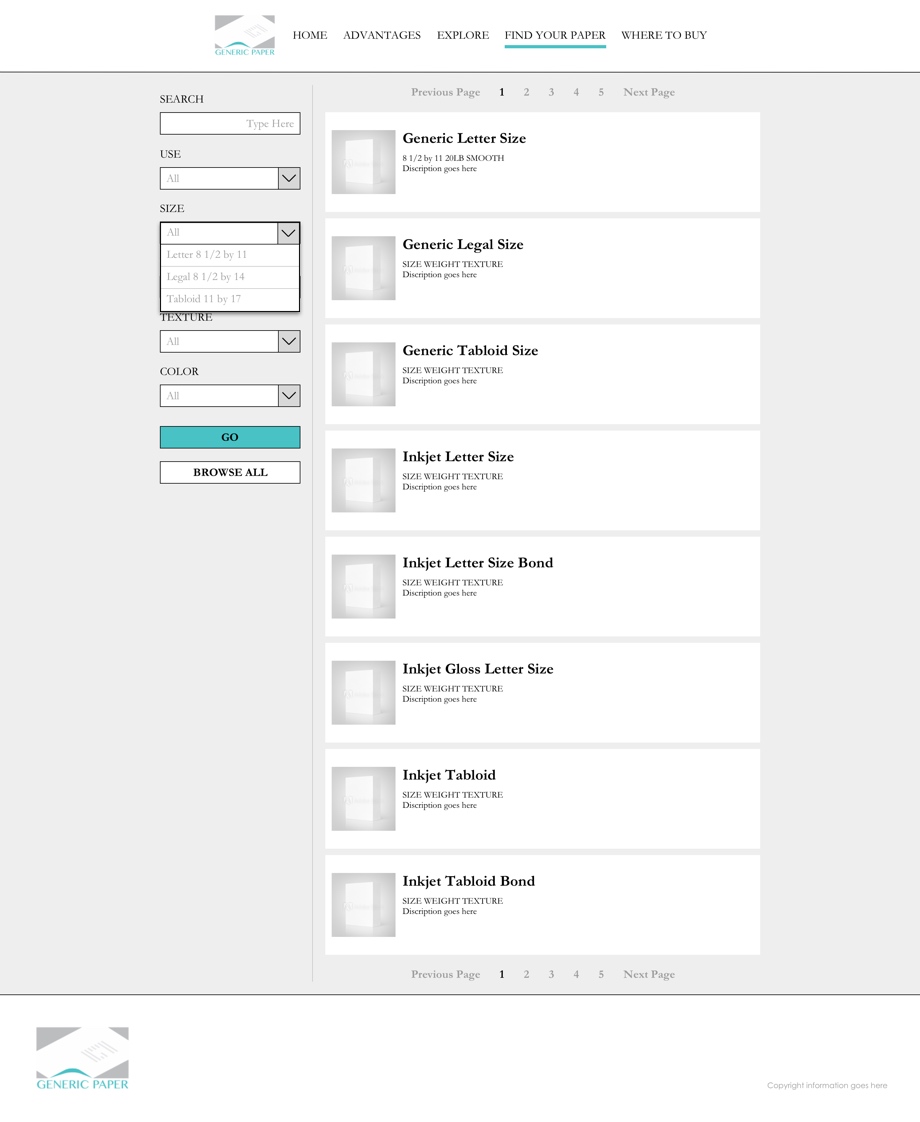 GENERIC PAPER
HOME ADVANTAGES EXPLORE FIND YOUR PAPER WHERE TO BUY
SEARCH
Type Here
USE
All
SIZE
All
Letter 8 1/2 by 11
Legal 8 1/2 by 14
Tabloid 11 by 17
TEXTURE
All
COLOR
All
GO
BROWSE ALL
Previous Page 1 2 3 4 5 Next Page
Generic Letter Size
8 1/2 by 11 20LB SMOOTH
Discription goes here
Generic Legal Size
SIZE WEIGHT TEXTURE
Discription goes here
Generic Tabloid Size
SIZE WEIGHT TEXTURE
Discription goes here
Inkjet Letter Size
SIZE WEIGHT TEXTURE
Discription goes here
Inkjet Letter Size Bond
SIZE WEIGHT TEXTURE
Discription goes here
Inkjet Gloss Letter Size
SIZE WEIGHT TEXTURE
Discription goes here
Inkjet Tabloid
SIZE WEIGHT TEXTURE
Discription goes here
Inkjet Tabloid Bond
SIZE WEIGHT TEXTURE
Discription goes here
Previous Page 1 2 3 4 5 Next Page
GENERIC PAPER
Copyright information goes here